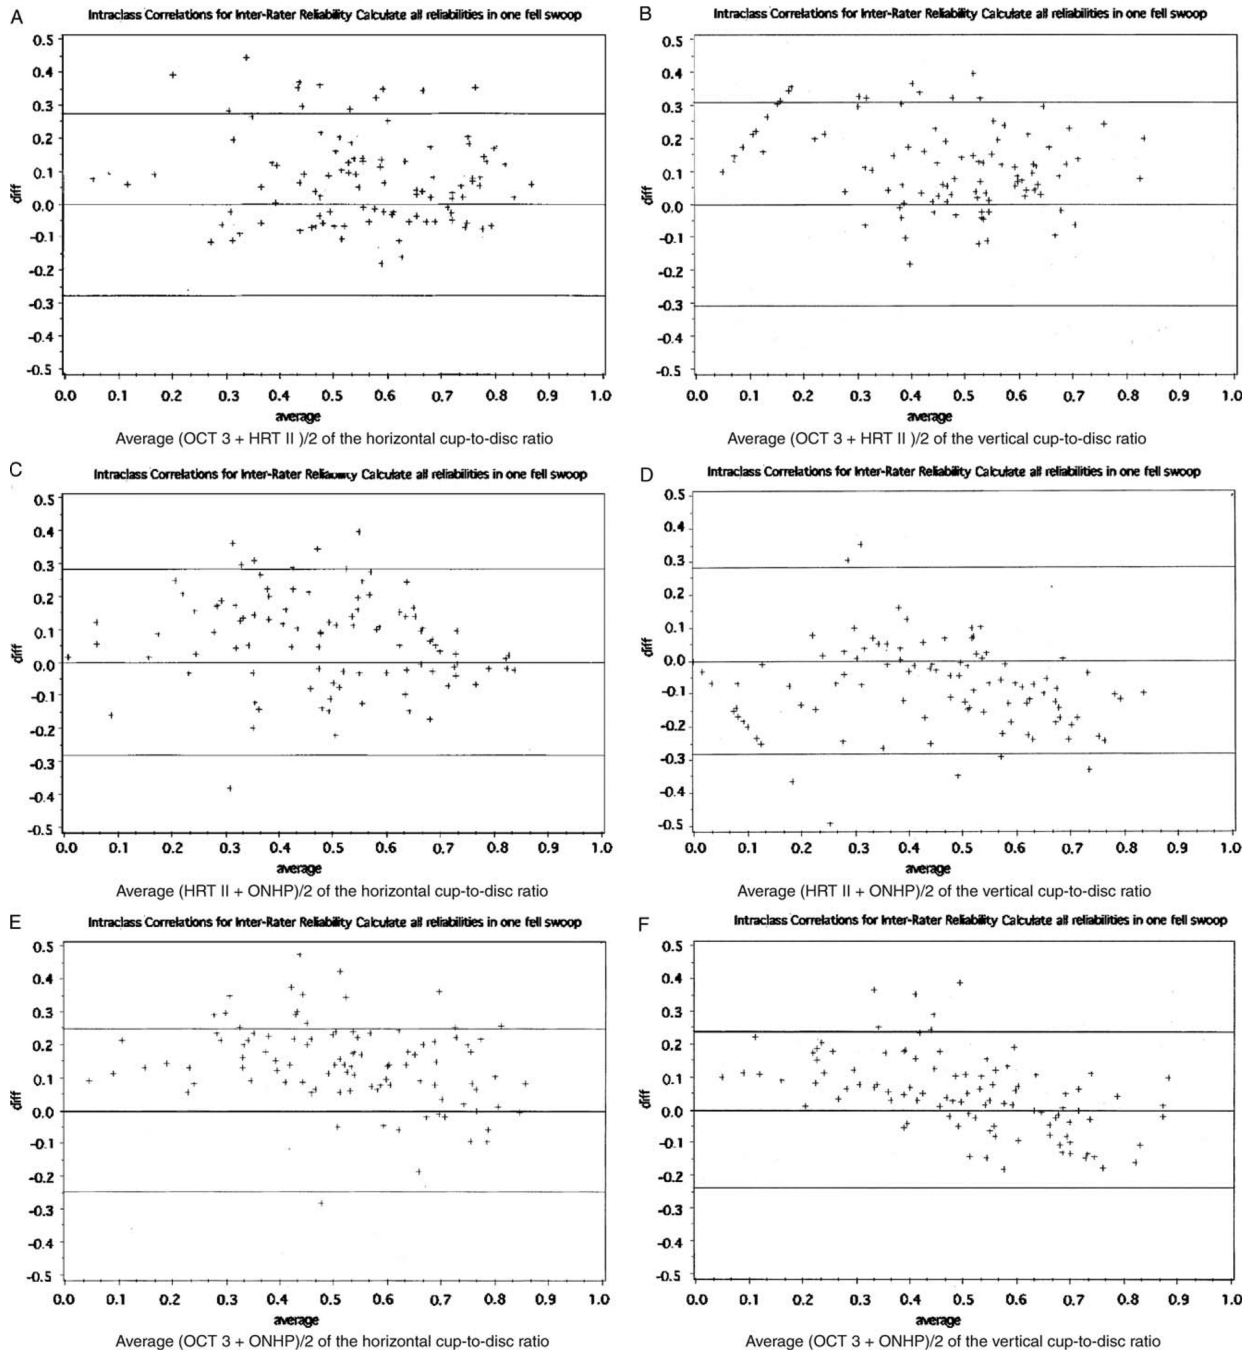 A
Intraclass Correlations for Inter-Rater Reliability Calculate all reliabilities in one fell swoop
0.5
0.4
0.3
0.2
0.1
0.0
-0.1
-0.2
-0.3
-0.4
-0.5
diff
0.0 0.1 0.2 0.3 0.4 0.5 0.6 0.7 0.8 0.9 1.0
average
Average (OCT 3 + HRT II )/2 of the horizontal cup-to-disc ratio
B
Intraclass Correlations for Inter-Rater Reliability Calculate all reliabilities in one fell swoop
0.5
0.4
0.3
0.2
0.1
0.0
-0.1
-0.2
-0.3
-0.4
-0.5
diff
0.0 0.1 0.2 0.3 0.4 0.5 0.6 0.7 0.8 0.9 1.0
average
Average (OCT 3 + HRT II )/2 of the vertical cup-to-disc ratio
C
Intraclass Correlations for Inter-Rater Reliability Calculate all reliabilities in one fell swoop
0.5
0.4
0.3
0.2
0.1
0.0
-0.1
-0.2
-0.3
-0.4
-0.5
diff
0.0 0.1 0.2 0.3 0.4 0.5 0.6 0.7 0.8 0.9 1.0
average
Average (HRT II + ONHP)/2 of the horizontal cup-to-disc ratio
D
Intraclass Correlations for Inter-Rater Reliability Calculate all reliabilities in one fell swoop
0.5
0.4
0.3
0.2
0.1
0.0
-0.1
-0.2
-0.3
-0.4
-0.5
diff
0.0 0.1 0.2 0.3 0.4 0.5 0.6 0.7 0.8 0.9 1.0
average
Average (HRT II + ONHP)/2 of the vertical cup-to-disc ratio
E
Intraclass Correlations for Inter-Rater Reliability Calculate all reliabilities in one fell swoop
0.5
0.4
0.3
0.2
0.1
0.0
-0.1
-0.2
-0.3
-0.4
-0.5
diff
0.0 0.1 0.2 0.3 0.4 0.5 0.6 0.7 0.8 0.9 1.0
average
Average (OCT 3 + ONHP)/2 of the horizontal cup-to-disc ratio
F
Intraclass Correlations for Inter-Rater Reliability Calculate all reliabilities in one fell swoop
0.5
0.4
0.3
0.2
0.1
0.0
-0.1
-0.2
-0.3
-0.4
-0.5
diff
0.0 0.1 0.2 0.3 0.4 0.5 0.6 0.7 0.8 0.9 1.0
average
Average (OCT 3 + ONHP)/2 of the vertical cup-to-disc ratio